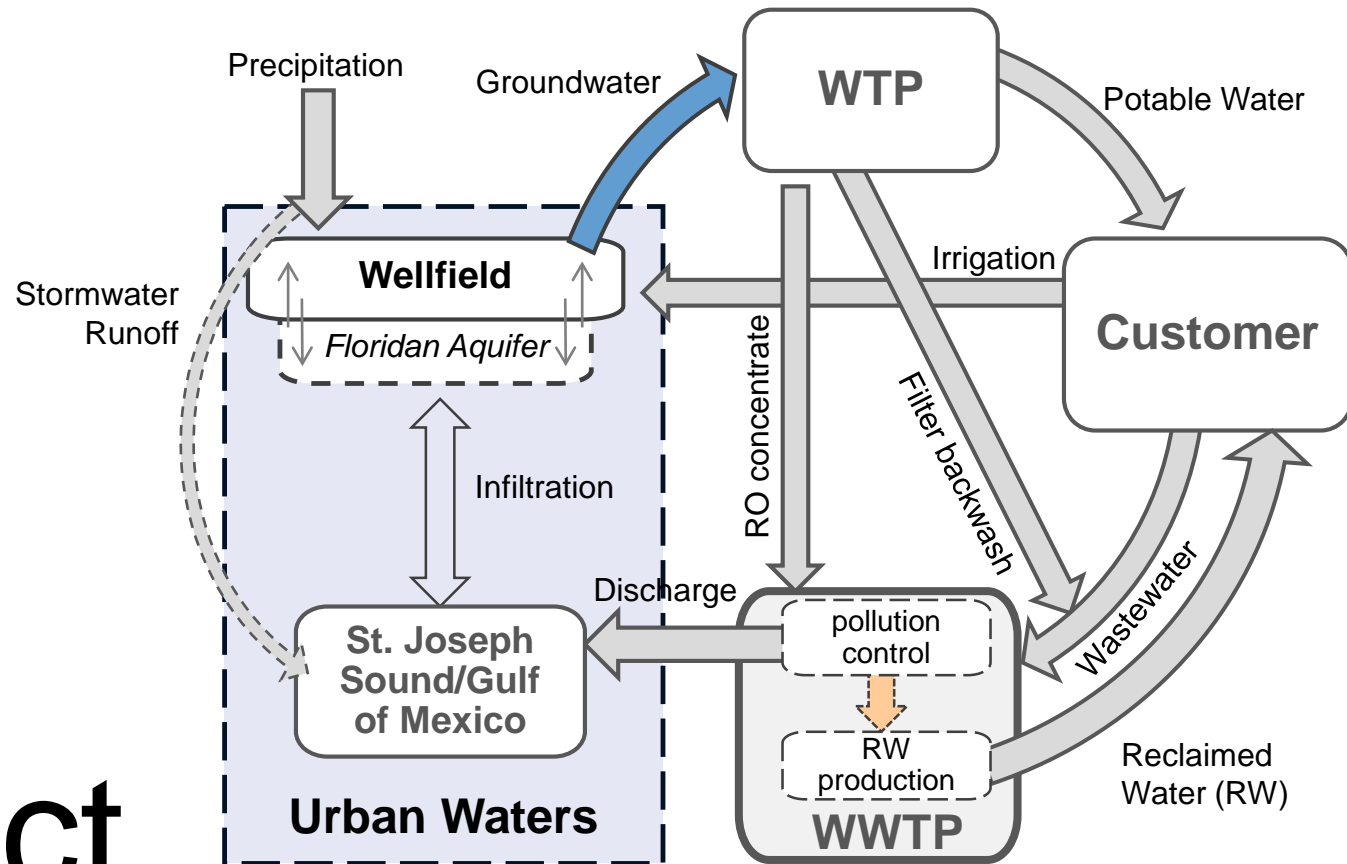 Precipitation
Groundwater
WTP
Potable Water
Stormwater
Runoff
Wellfield
Floridan Aquifer
Irrigation
Customer
RO concentrate
Filter backwash
Infiltration
Discharge
Wastewater
St. Joseph
Sound/Gulf
of Mexico
pollution
control
RW
production
Reclaimed
Water (RW)
Urban Waters
WWTP
ct